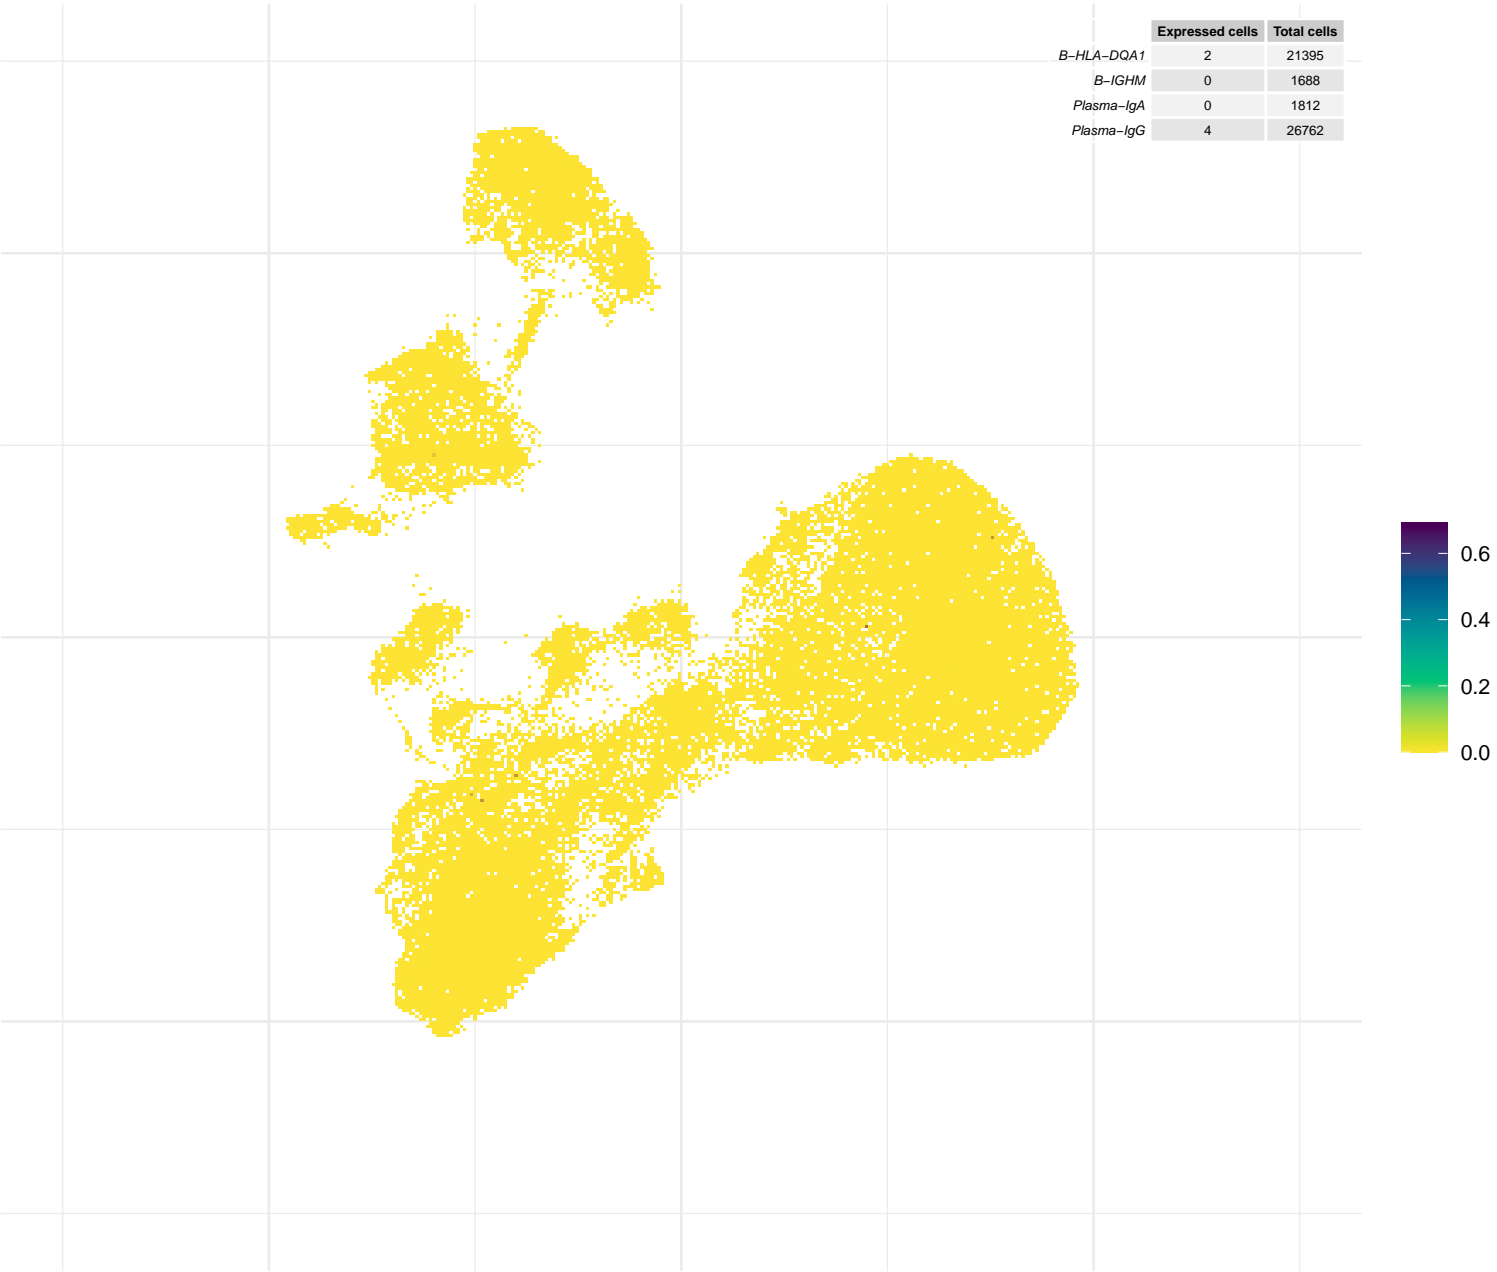 Expressed cells Total cells
B−HLA−DQA1 2 21395
B−IGHM 0 1688
Plasma−IgA 0 1812
Plasma−IgG 4 26762
0.6
0.4
0.2
0.0